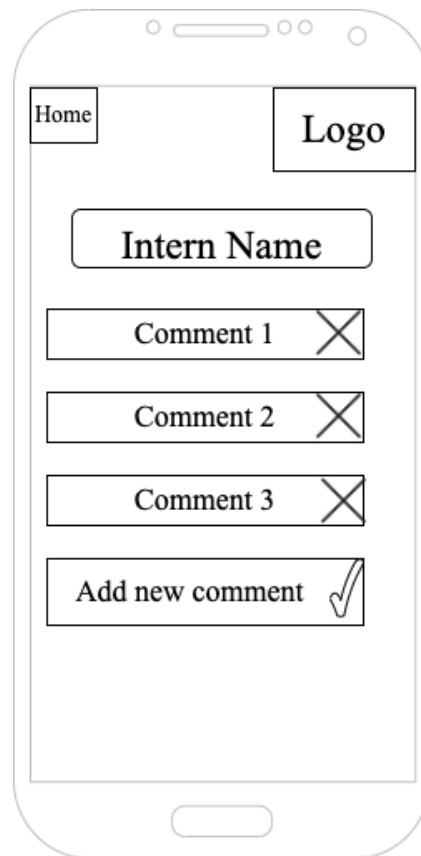 Home
Logo
Intern Name
Comment 1
Comment 2
Comment 3
Add new comment